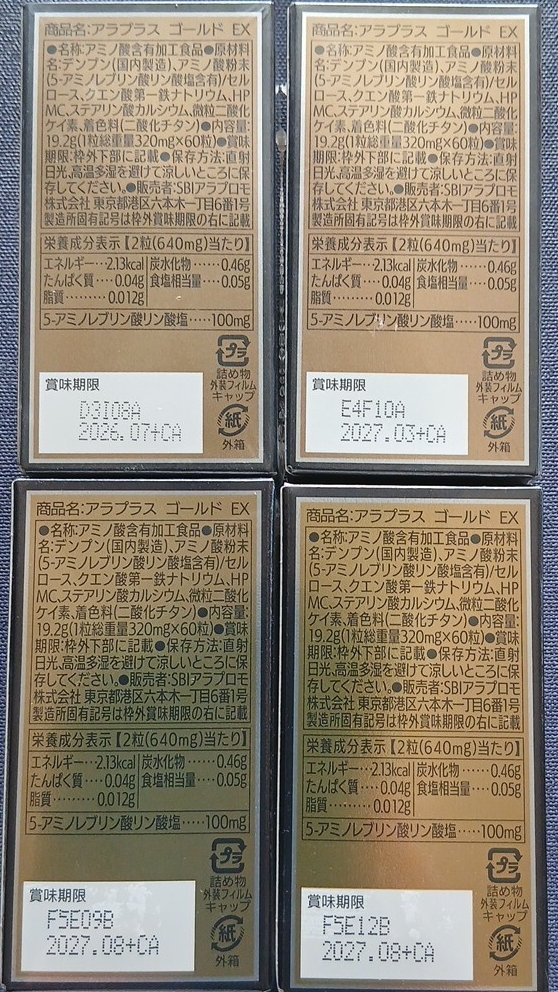 商品名:アラプラス ゴールド EX
●名称:アミノ酸含有加工食品●原材料
名:デンプン(国内製造)、アミノ酸粉末
(5-アミノレブリン酸リン酸塩含有)/セル
ロース、クエン酸第一鉄ナトリウム、HP
MC、ステアリン酸カルシウム、微粒二酸化
ケイ素、着色料(二酸化チタン)●内容量:
19.2g(1粒総重量320mg×60粒)●賞味
期限:枠外下部に記載●保存方法:直射
日光、高温多湿を避けて涼しいところに保
存してください。●販売者:SBIアラプロモ
株式会社 東京都港区六本木一丁目6番1号
製造所固有記号は枠外賞味期限の右に記載
栄養成分表示【2粒(640mg)当たり】
エネルギー…2.13kcal 炭水化物……0.46g
たんぱく質…0.04g 食塩相当量…0.05g
脂質………0.012g
5-アミノレブリン酸リン酸塩……100mg
プラ
詰め物
外装フィルム
キャップ
紙
外箱
賞味期限
D3I08A
2026.07+CA
商品名:アラプラス ゴールド EX
●名称:アミノ酸含有加工食品●原材料
名:デンプン(国内製造)、アミノ酸粉末
(5-アミノレブリン酸リン酸塩含有)/セル
ロース、クエン酸第一鉄ナトリウム、HP
MC、ステアリン酸カルシウム、微粒二酸化
ケイ素、着色料(二酸化チタン)●内容量:
19.2g(1粒総重量320mg×60粒)●賞味
期限:枠外下部に記載●保存方法:直射
日光、高温多湿を避けて涼しいところに保
存してください。●販売者:SBIアラプロモ
株式会社 東京都港区六本木一丁目6番1号
製造所固有記号は枠外賞味期限の右に記載
栄養成分表示【2粒(640mg)当たり】
エネルギー…2.13kcal 炭水化物……0.46g
たんぱく質…0.04g 食塩相当量…0.05g
脂質………0.012g
5-アミノレブリン酸リン酸塩……100mg
プラ
詰め物
外装フィルム
キャップ
紙
外箱
賞味期限
E4F10A
2027.03+CA
商品名:アラプラス ゴールド EX
●名称:アミノ酸含有加工食品●原材料
名:デンプン(国内製造)、アミノ酸粉末
(5-アミノレブリン酸リン酸塩含有)/セル
ロース、クエン酸第一鉄ナトリウム、HP
MC、ステアリン酸カルシウム、微粒二酸化
ケイ素、着色料(二酸化チタン)●内容量:
19.2g(1粒総重量320mg×60粒)●賞味
期限:枠外下部に記載●保存方法:直射
日光、高温多湿を避けて涼しいところに保
存してください。●販売者:SBIアラプロモ
株式会社 東京都港区六本木一丁目6番1号
製造所固有記号は枠外賞味期限の右に記載
栄養成分表示【2粒(640mg)当たり】
エネルギー…2.13kcal 炭水化物……0.46g
たんぱく質…0.04g 食塩相当量…0.05g
脂質………0.012g
5-アミノレブリン酸リン酸塩……100mg
プラ
詰め物
外装フィルム
キャップ
紙
外箱
賞味期限
F5E09B
2027.08+CA
商品名:アラプラス ゴールド EX
●名称:アミノ酸含有加工食品●原材料
名:デンプン(国内製造)、アミノ酸粉末
(5-アミノレブリン酸リン酸塩含有)/セル
ロース、クエン酸第一鉄ナトリウム、HP
MC、ステアリン酸カルシウム、微粒二酸化
ケイ素、着色料(二酸化チタン)●内容量:
19.2g(1粒総重量320mg×60粒)●賞味
期限:枠外下部に記載●保存方法:直射
日光、高温多湿を避けて涼しいところに保
存してください。●販売者:SBIアラプロモ
株式会社 東京都港区六本木一丁目6番1号
製造所固有記号は枠外賞味期限の右に記載
栄養成分表示【2粒(640mg)当たり】
エネルギー…2.13kcal 炭水化物……0.46g
たんぱく質…0.04g 食塩相当量…0.05g
脂質………0.012g
5-アミノレブリン酸リン酸塩……100mg
プラ
詰め物
外装フィルム
キャップ
紙
外箱
賞味期限
F5E12B
2027.08+CA